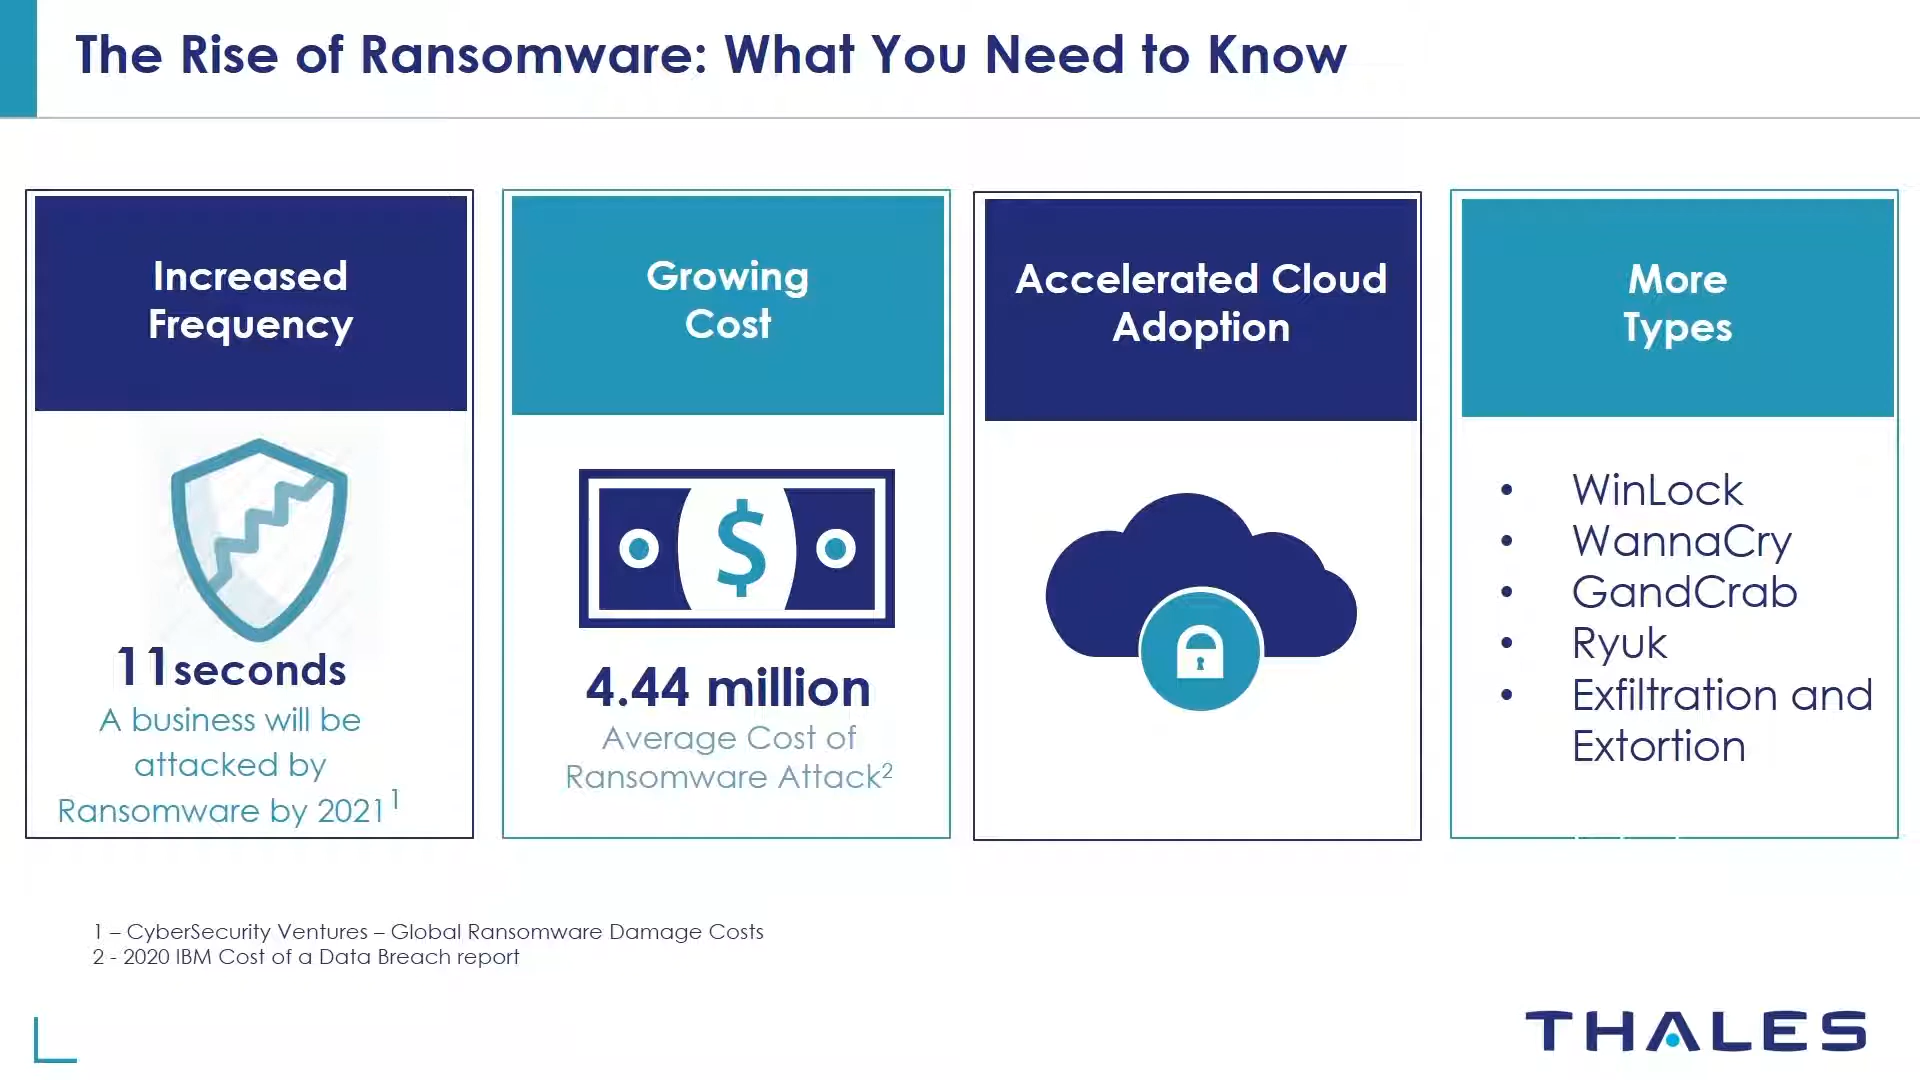 The Rise of Ransomware: What You Need to Know
Increased
Frequency
11seconds
A business will be
attacked by
Ransomware by 2021¹
Growing
Cost
$
4.44 million
Average Cost of
Ransomware Attack²
Accelerated Cloud
Adoption
More
Types
• WinLock
• WannaCry
• GandCrab
• Ryuk
• Exfiltration and
Extortion
1 – CyberSecurity Ventures – Global Ransomware Damage Costs
2 - 2020 IBM Cost of a Data Breach report
THALES